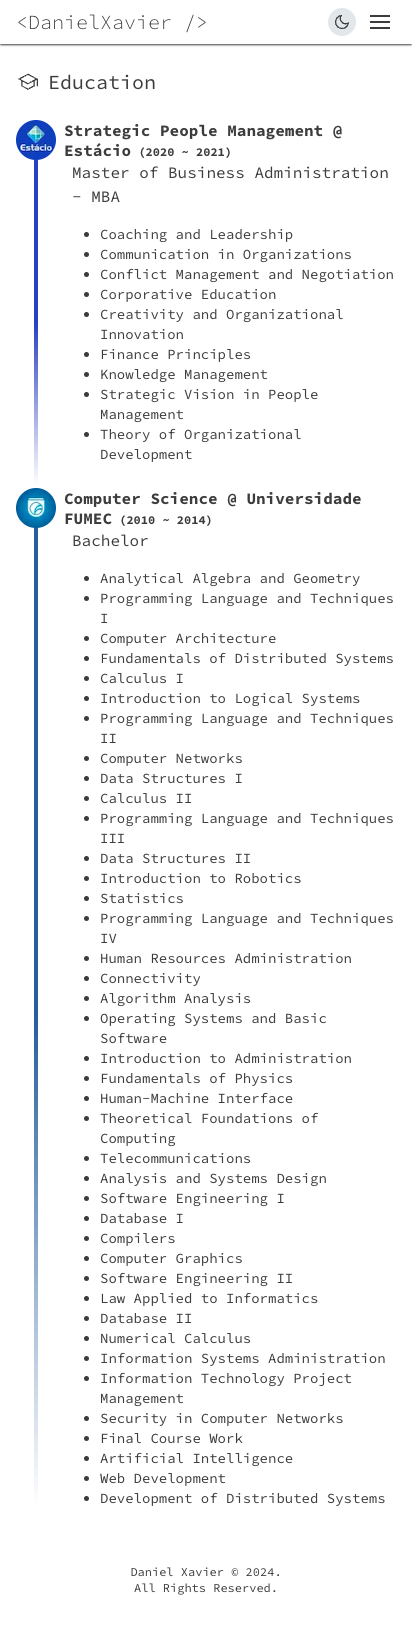 <DanielXavier />
Education
Strategic People Management @
Estácio (2020 ~ 2021)
Estácio
Master of Business Administration
- MBA
Coaching and Leadership
Communication in Organizations
Conflict Management and Negotiation
Corporative Education
Creativity and Organizational
Innovation
Finance Principles
Knowledge Management
Strategic Vision in People
Management
Theory of Organizational
Development
Computer Science @ Universidade
FUMEC (2010 ~ 2014)
Bachelor
Analytical Algebra and Geometry
Programming Language and Techniques
I
Computer Architecture
Fundamentals of Distributed Systems
Calculus I
Introduction to Logical Systems
Programming Language and Techniques
II
Computer Networks
Data Structures I
Calculus II
Programming Language and Techniques
III
Data Structures II
Introduction to Robotics
Statistics
Programming Language and Techniques
IV
Human Resources Administration
Connectivity
Algorithm Analysis
Operating Systems and Basic
Software
Introduction to Administration
Fundamentals of Physics
Human-Machine Interface
Theoretical Foundations of
Computing
Telecommunications
Analysis and Systems Design
Software Engineering I
Database I
Compilers
Computer Graphics
Software Engineering II
Law Applied to Informatics
Database II
Numerical Calculus
Information Systems Administration
Information Technology Project
Management
Security in Computer Networks
Final Course Work
Artificial Intelligence
Web Development
Development of Distributed Systems
Daniel Xavier © 2024.
All Rights Reserved.